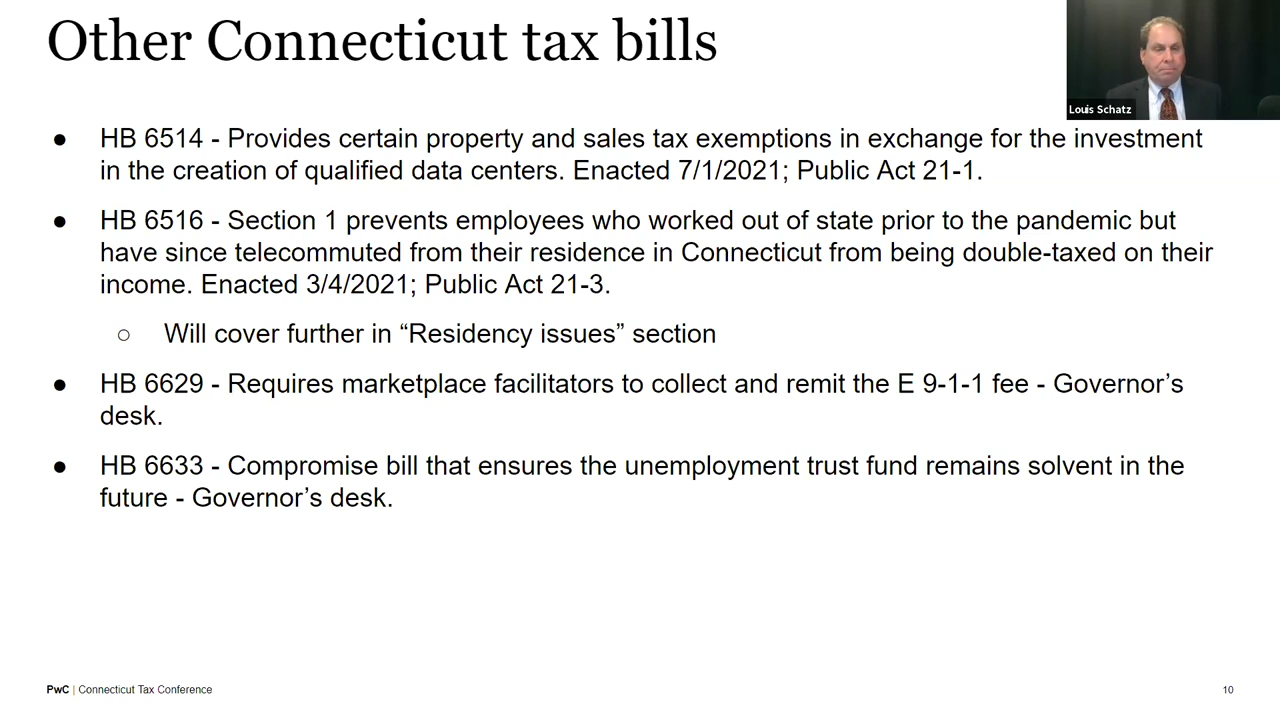 Other Connecticut tax bills
Louis Schatz
● HB 6514 - Provides certain property and sales tax exemptions in exchange for the investment
in the creation of qualified data centers. Enacted 7/1/2021; Public Act 21-1.
● HB 6516 - Section 1 prevents employees who worked out of state prior to the pandemic but
have since telecommuted from their residence in Connecticut from being double-taxed on their
income. Enacted 3/4/2021; Public Act 21-3.
○ Will cover further in “Residency issues” section
● HB 6629 - Requires marketplace facilitators to collect and remit the E 9-1-1 fee - Governor’s
desk.
● HB 6633 - Compromise bill that ensures the unemployment trust fund remains solvent in the
future - Governor’s desk.
PwC | Connecticut Tax Conference
10